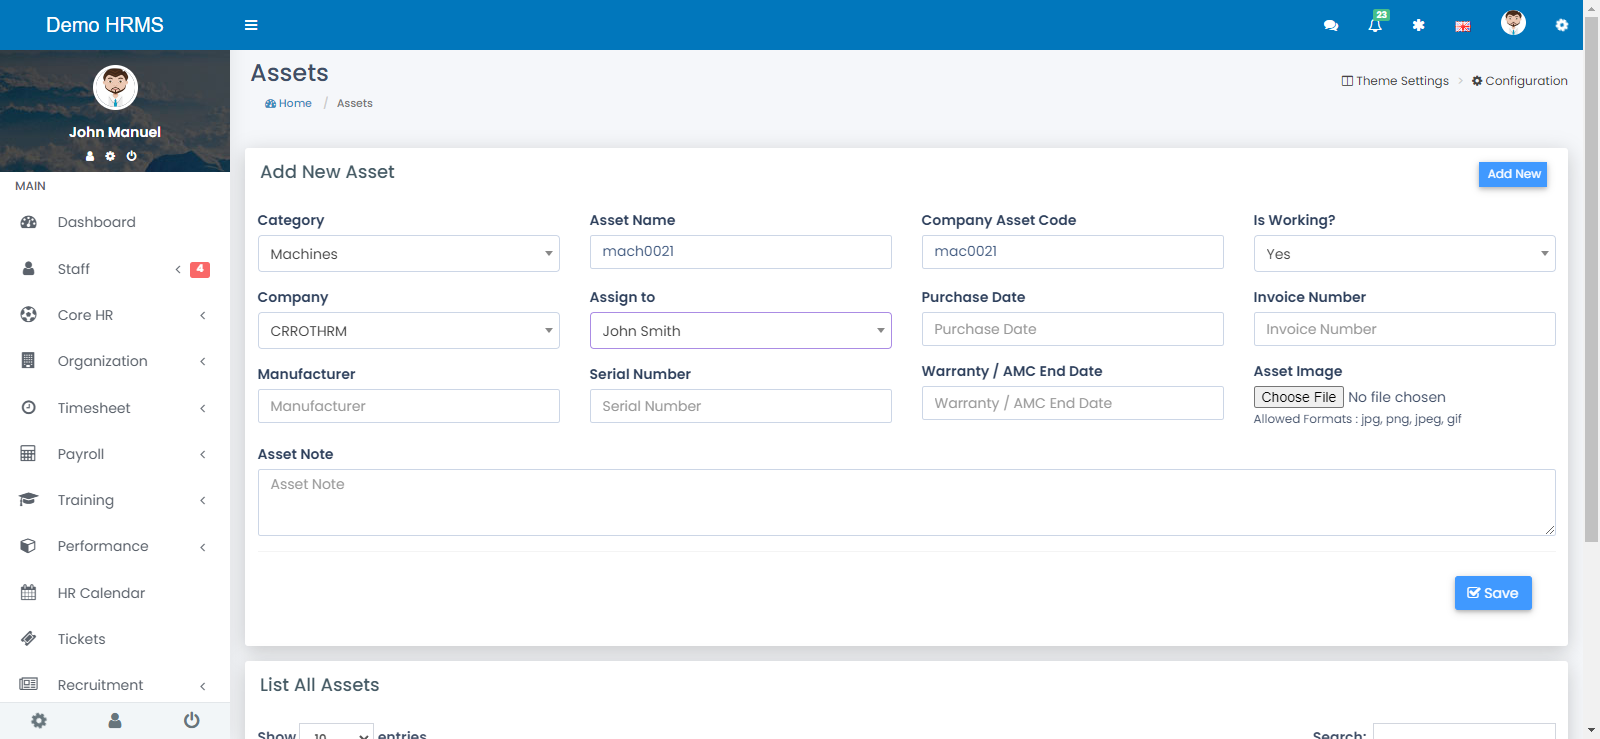 Demo HRMS
23
Assets
Home / Assets
Theme Settings > Configuration
John Manuel
MAIN
Dashboard
Staff 4
Core HR
Organization
Timesheet
Payroll
Training
Performance
HR Calendar
Tickets
Recruitment
Add New Asset
Add New
Category
Asset Name
Company Asset Code
Is Working?
Machines
mach0021
mac0021
Yes
Company
Assign to
Purchase Date
Invoice Number
CRROTHRM
John Smith
Purchase Date
Invoice Number
Manufacturer
Serial Number
Warranty / AMC End Date
Asset Image
Manufacturer
Serial Number
Warranty / AMC End Date
Choose File No file chosen
Allowed Formats : jpg, png, jpeg, gif
Asset Note
Asset Note
Save
List All Assets
Show 10 entries
Search: